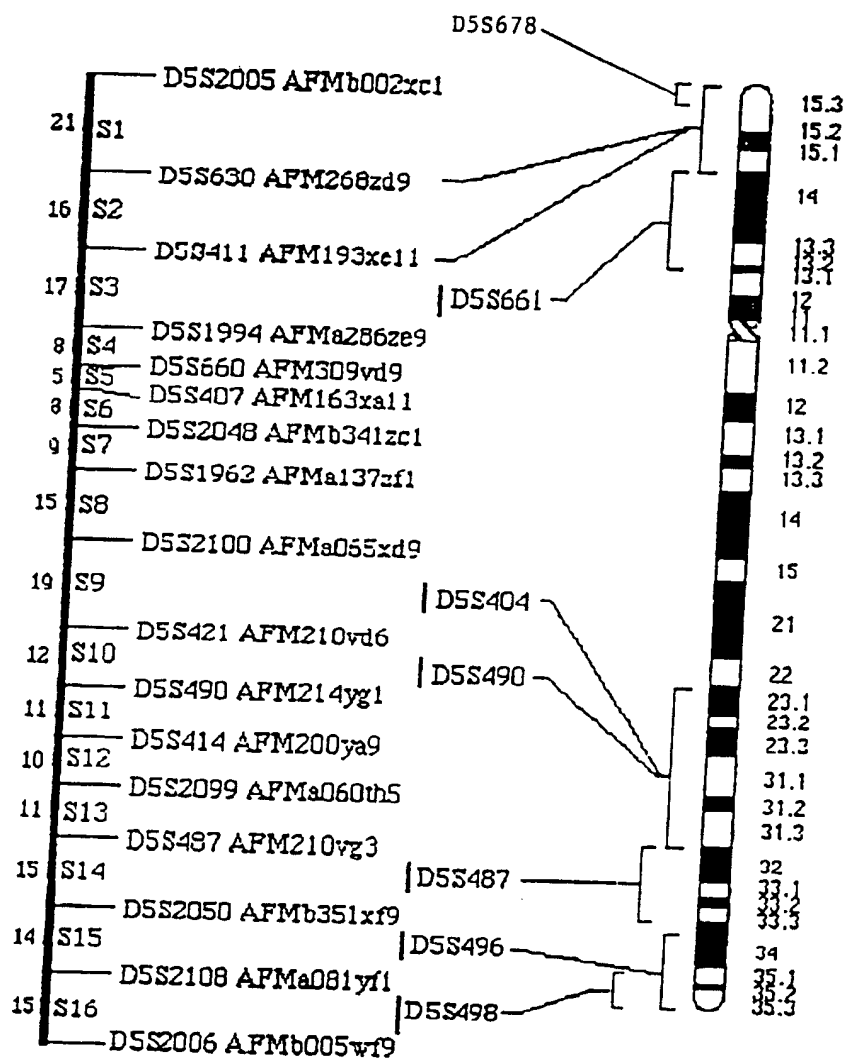 D5S678
D5S2005 AFMb002xc1
21 S1
D5S630 AFM268zd9
16 S2
D5S411 AFM193xe11
17 S3
D5S661
D5S1994 AFMa286ze9
8 S4
D5S660 AFM309vd9
5 S5
D5S407 AFM163xa11
8 S6
D5S2048 AFMb341zc1
9 S7
D5S1962 AFMa137zf1
15 S8
D5S2100 AFMa065xd9
19 S9
D5S404
D5S421 AFM210vd6
12 S10
D5S490
D5S490 AFM214yg1
11 S11
D5S414 AFM200ya9
10 S12
D5S2099 AFMa060th5
11 S13
D5S487 AFM210vg3
15 S14
D5S487
D5S2050 AFMb351xf9
14 S15
D5S496
D5S2108 AFMa081yf1
15 S16
D5S498
D5S2006 AFMb005wf9
15.3
15.2
15.1
14
13.3
13.2
13.1
12
11
11.1
11.2
12
13.1
13.2
13.3
14
15
21
22
23.1
23.2
23.3
31.1
31.2
31.3
32
33.1
33.2
33.3
34
35.1
35.2
35.3